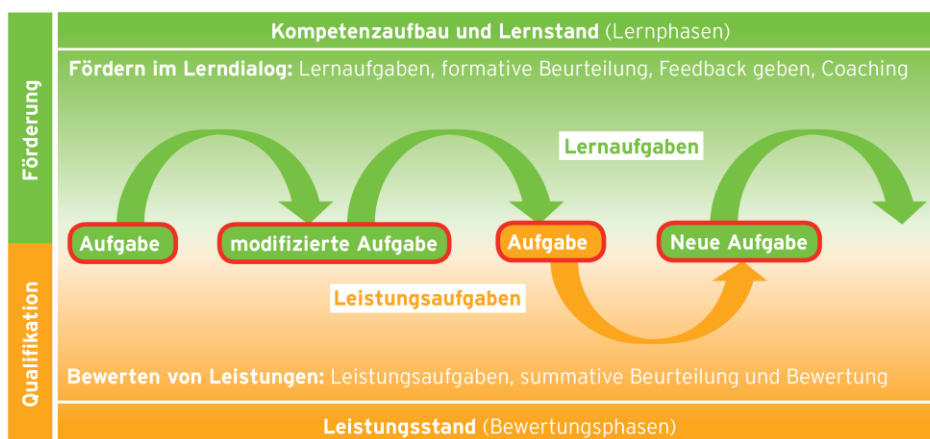 Kompetenzaufbau und Lernstand (Lernphasen)
Förderung
Fördern im Lerndialog: Lernaufgaben, formative Beurteilung, Feedback geben, Coaching
Lernaufgaben
Aufgabe
modifizierte Aufgabe
Aufgabe
Neue Aufgabe
Leistungsaufgaben
Qualifikation
Bewerten von Leistungen: Leistungsaufgaben, summative Beurteilung und Bewertung
Leistungsstand (Bewertungsphasen)